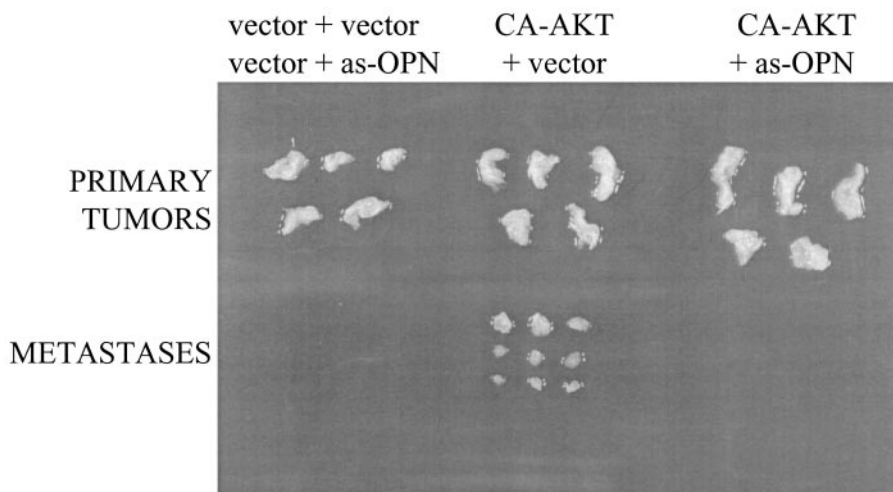 vector + vector
vector + as-OPN
CA-AKT
+ vector
CA-AKT
+ as-OPN
PRIMARY
TUMORS
METASTASES